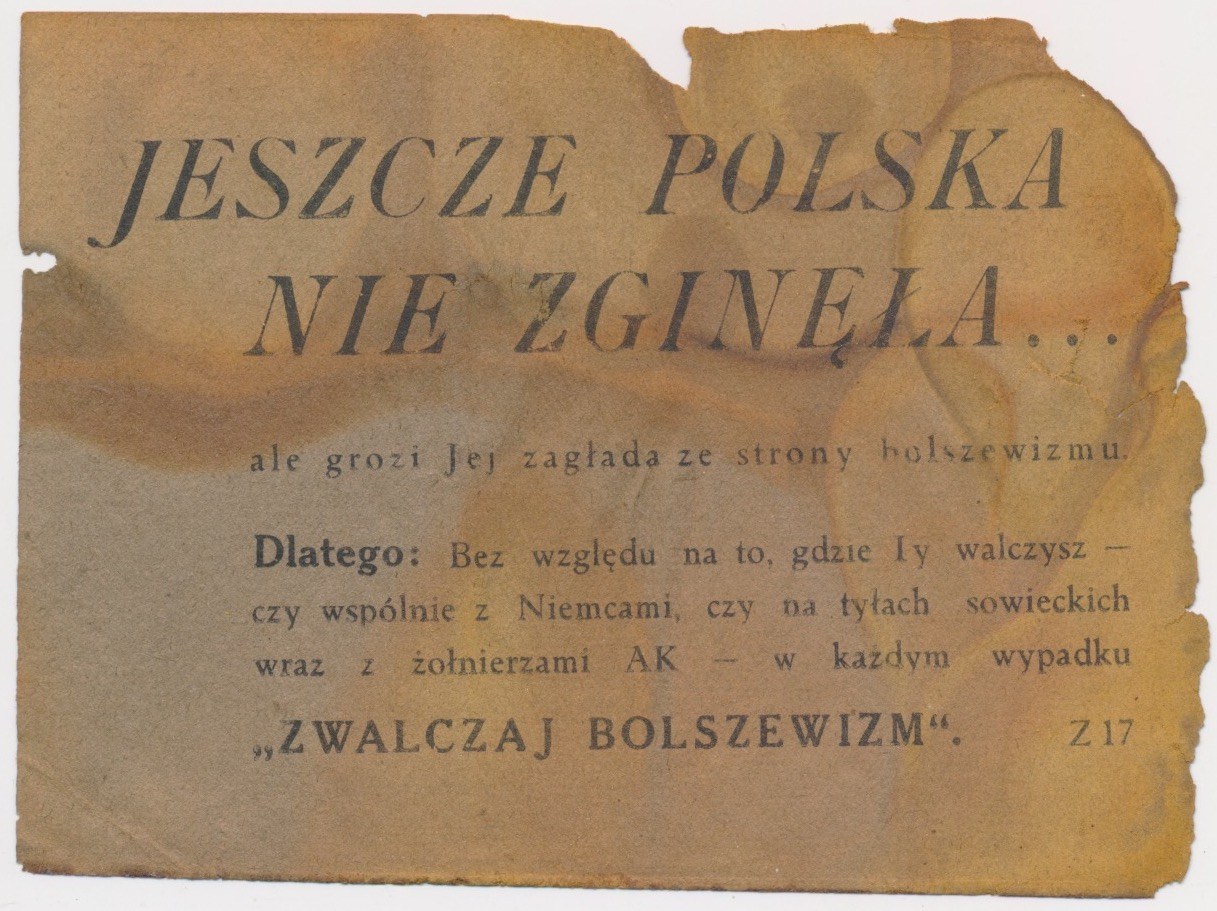 JESZCZE POLSKA
NIE ZGINĘŁA...
ale grozi Jej zagłada ze strony bolszewizmu.
Dlatego: Bez względu na to, gdzie Ty walczysz —
czy wspólnie z Niemcami, czy na tyłach sowieckich
wraz z żołnierzami AK — w każdym wypadku
„ZWALCZAJ BOLSZEWIZM“. Z 17